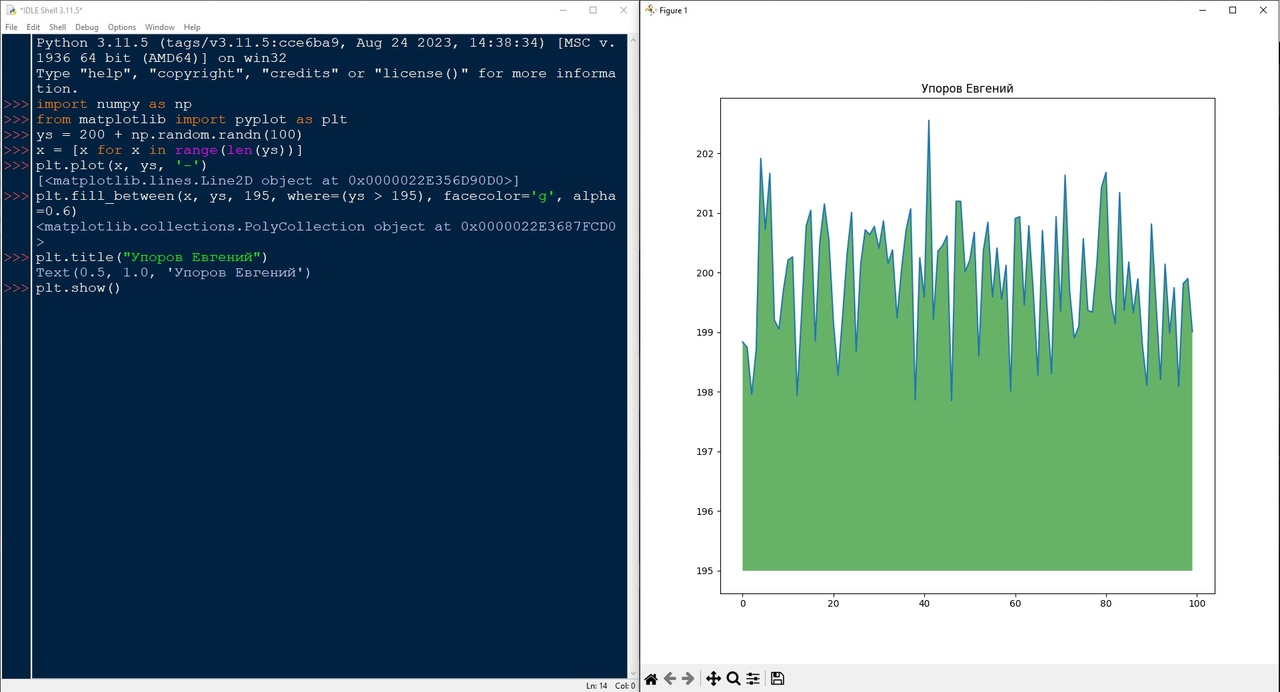 *IDLE Shell 3.11.5*
File Edit Shell Debug Options Window Help
Python 3.11.5 (tags/v3.11.5:cce6ba9, Aug 24 2023, 14:38:34) [MSC v.
1936 64 bit (AMD64)] on win32
Type "help", "copyright", "credits" or "license()" for more informa
tion.
>>> import numpy as np
>>> from matplotlib import pyplot as plt
>>> ys = 200 + np.random.randn(100)
>>> x = [x for x in range(len(ys))]
>>> plt.plot(x, ys, '-')
[<matplotlib.lines.Line2D object at 0x0000022E356D90D0>]
>>> plt.fill_between(x, ys, 195, where=(ys > 195), facecolor='g', alpha
=0.6)
<matplotlib.collections.PolyCollection object at 0x0000022E3687FCD0
>
>>> plt.title("Упоров Евгений")
Text(0.5, 1.0, 'Упоров Евгений')
>>> plt.show()
Ln: 14 Col: 0
Figure 1
Упоров Евгений
202
201
200
199
198
197
196
195
0 20 40 60 80 100